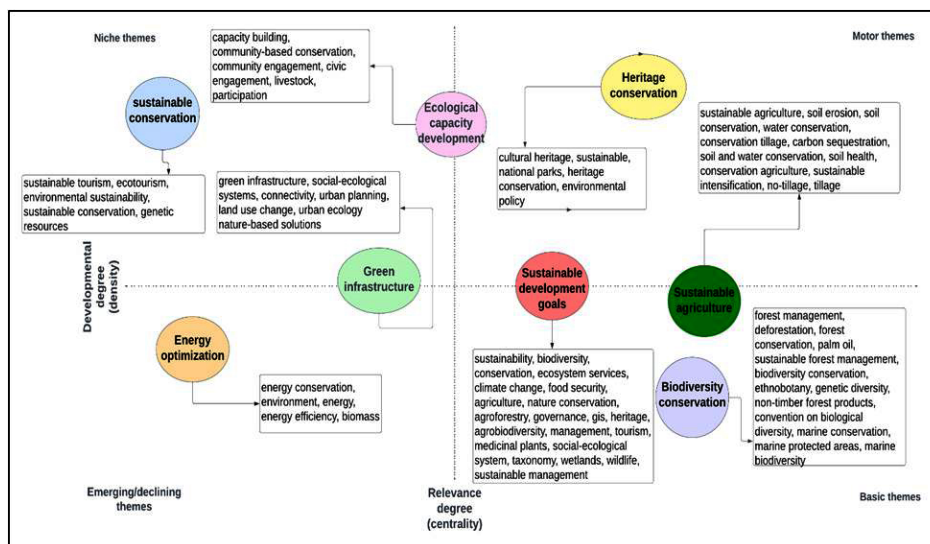 Niche themes
capacity building,
community-based conservation,
community engagement, civic
engagement, livestock,
participation
Motor themes
sustainable
conservation
Ecological
capacity
development
Heritage
conservation
sustainable agriculture, soil erosion, soil
conservation, water conservation,
conservation tillage, carbon sequestration,
soil and water conservation, soil health,
conservation agriculture, sustainable
intensification, no-tillage, tillage
cultural heritage, sustainable,
national parks, heritage
conservation, environmental
policy
sustainable tourism, ecotourism,
environmental sustainability,
sustainable conservation, genetic
resources
green infrastructure, social-ecological
systems, connectivity, urban planning,
land use change, urban ecology
nature-based solutions
Developmental
degree
(density)
Green
infrastructure
Sustainable
development
goals
Sustainable
agriculture
Energy
optimization
energy conservation,
environment, energy,
energy efficiency, biomass
sustainability, biodiversity,
conservation, ecosystem services,
climate change, food security,
agriculture, nature conservation,
agroforestry, governance, gis, heritage,
agrobiodiversity, management, tourism,
medicinal plants, social-ecological
system, taxonomy, wetlands, wildlife,
sustainable management
Biodiversity
conservation
forest management,
deforestation, forest
conservation, palm oil,
sustainable forest management,
biodiversity conservation,
ethnobotany, genetic diversity,
non-timber forest products,
convention on biological
diversity, marine conservation,
marine protected areas, marine
biodiversity
Emerging/declining
themes
Relevance
degree
(centrality)
Basic themes